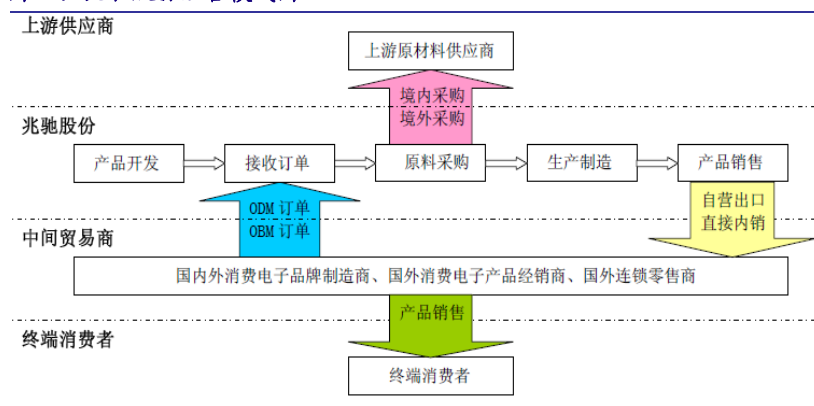 上游供应商
上游原材料供应商
境内采购
境外采购
兆驰股份
产品开发
接收订单
原料采购
生产制造
产品销售
ODM 订单
OBM 订单
自营出口
直接内销
中间贸易商
国内外消费电子品牌制造商、国外消费电子产品经销商、国外连锁零售商
产品销售
终端消费者
终端消费者